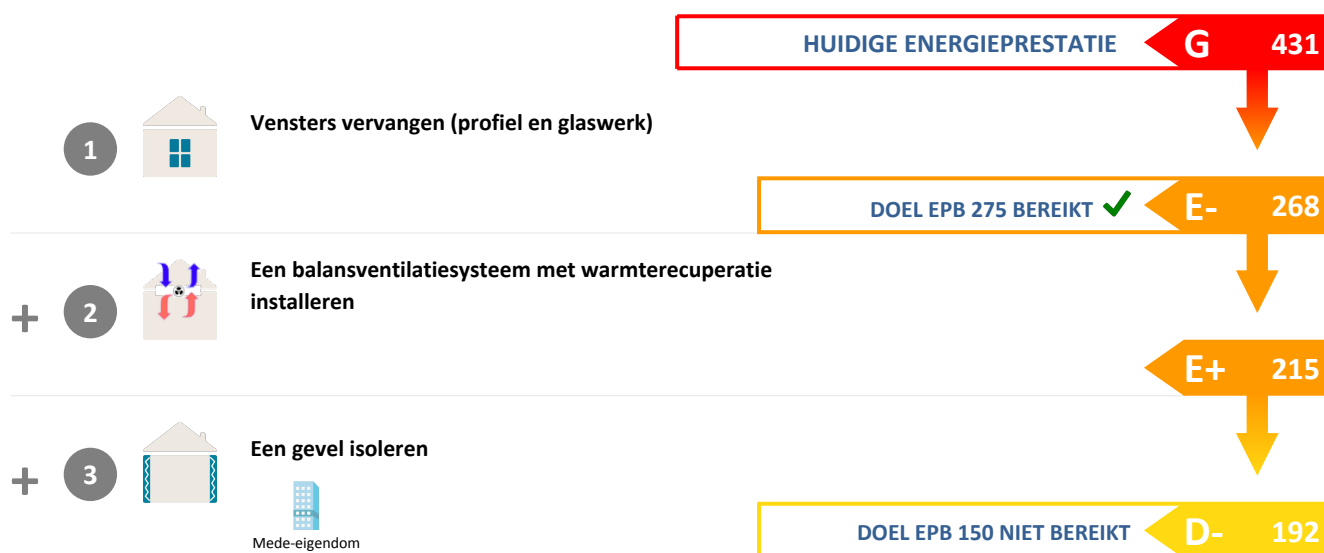 HUIDIGE ENERGIEPRESTATIE G 431
1 Vensters vervangen (profiel en glaswerk)
DOEL EPB 275 BEREIKT ✓ E- 268
+ 2 Een balansventilatiesysteem met warmterecuperatie
installeren
E+ 215
+ 3 Een gevel isoleren
Mede-eigendom
DOEL EPB 150 NIET BEREIKT D- 192